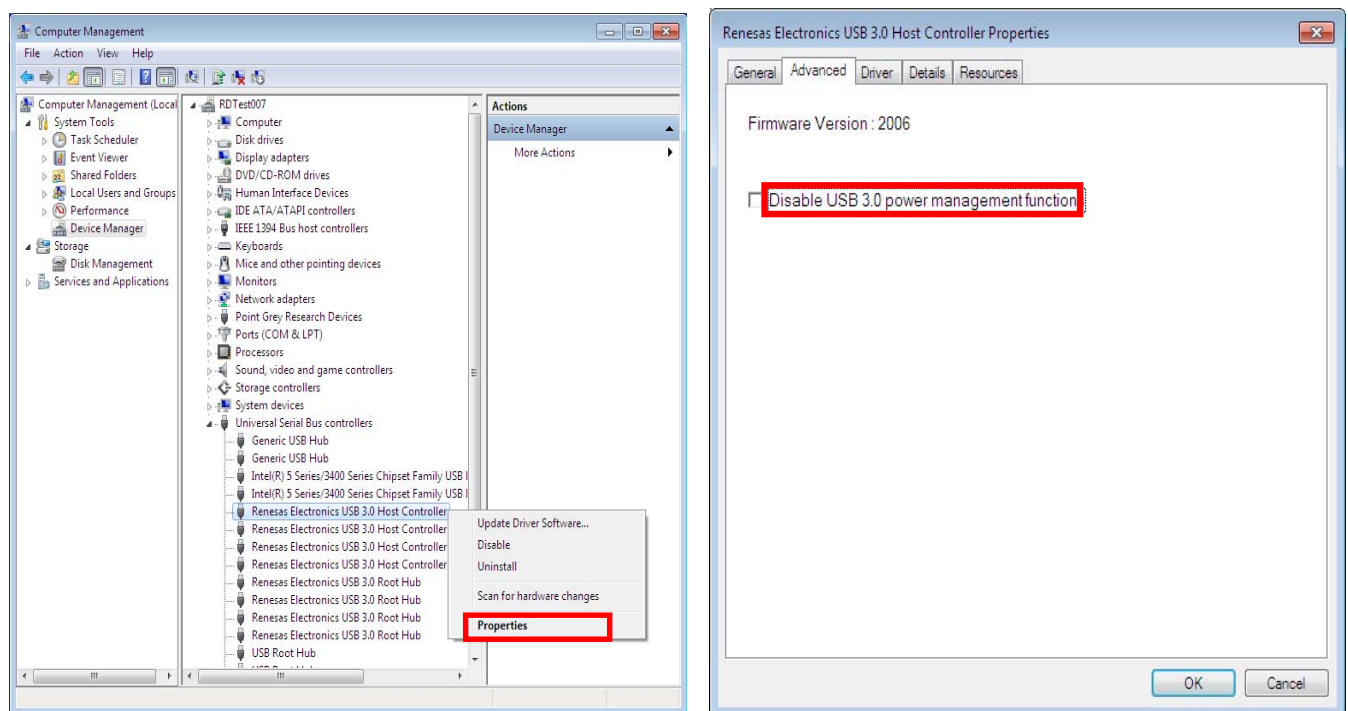 Computer Management
File Action View Help
Computer Management (Local
System Tools
Task Scheduler
Event Viewer
Shared Folders
Local Users and Groups
Performance
Device Manager
Storage
Disk Management
Services and Applications
RDTest007
Computer
Disk drives
Display adapters
DVD/CD-ROM drives
Human Interface Devices
IDE ATA/ATAPI controllers
IEEE 1394 Bus host controllers
Keyboards
Mice and other pointing devices
Monitors
Network adapters
Point Grey Research Devices
Ports (COM & LPT)
Processors
Sound, video and game controllers
Storage controllers
System devices
Universal Serial Bus controllers
Generic USB Hub
Generic USB Hub
Intel(R) 5 Series/3400 Series Chipset Family USB
Intel(R) 5 Series/3400 Series Chipset Family USB
Renesas Electronics USB 3.0 Host Controller
Renesas Electronics USB 3.0 Host Controller
Renesas Electronics USB 3.0 Host Controller
Renesas Electronics USB 3.0 Host Controller
Renesas Electronics USB 3.0 Root Hub
Renesas Electronics USB 3.0 Root Hub
Renesas Electronics USB 3.0 Root Hub
Renesas Electronics USB 3.0 Root Hub
USB Root Hub
Actions
Device Manager
More Actions
Update Driver Software...
Disable
Uninstall
Scan for hardware changes
Properties
Renesas Electronics USB 3.0 Host Controller Properties
General Advanced Driver Details Resources
Firmware Version : 2006
Disable USB 3.0 power management function
OK Cancel